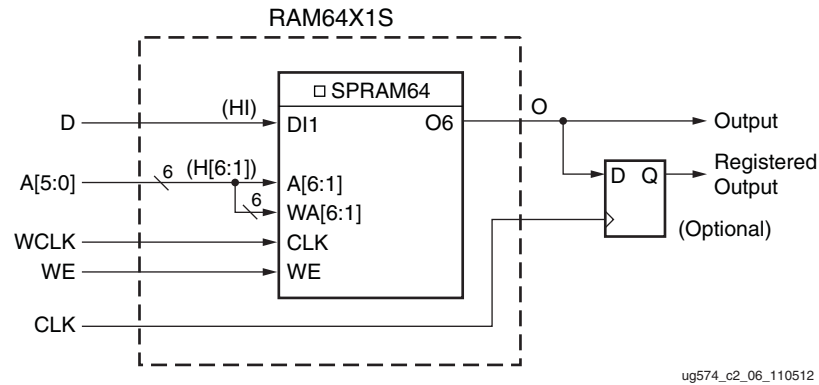 RAM64X1S
□ SPRAM64
D
(HI)
DI1
O6
O
Output
A[5:0]
6
(H[6:1])
A[6:1]
6
WA[6:1]
D Q
Registered
Output
WCLK
CLK
(Optional)
WE
WE
CLK
ug574_c2_06_110512